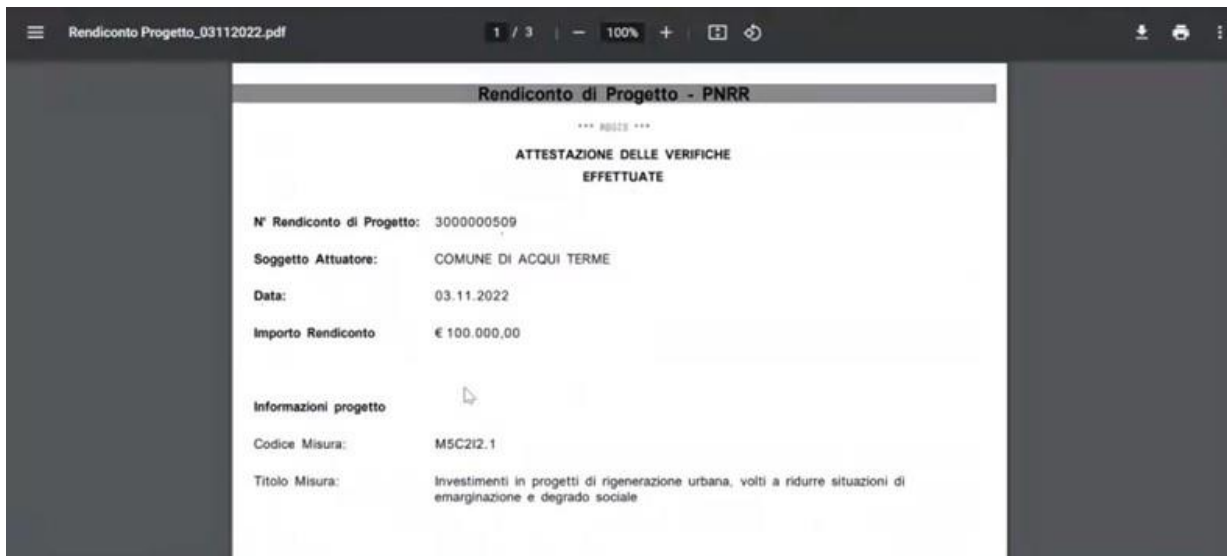 Rendiconto Progetto_03112022.pdf
1 / 3 | − 100% +
Rendiconto di Progetto - PNRR
*** REGIS ***
ATTESTAZIONE DELLE VERIFICHE
EFFETTUATE
N° Rendiconto di Progetto: 3000000509
Soggetto Attuatore: COMUNE DI ACQUI TERME
Data: 03.11.2022
Importo Rendiconto € 100.000,00
Informazioni progetto
Codice Misura: M5C2I2.1
Titolo Misura: Investimenti in progetti di rigenerazione urbana, volti a ridurre situazioni di
emarginazione e degrado sociale